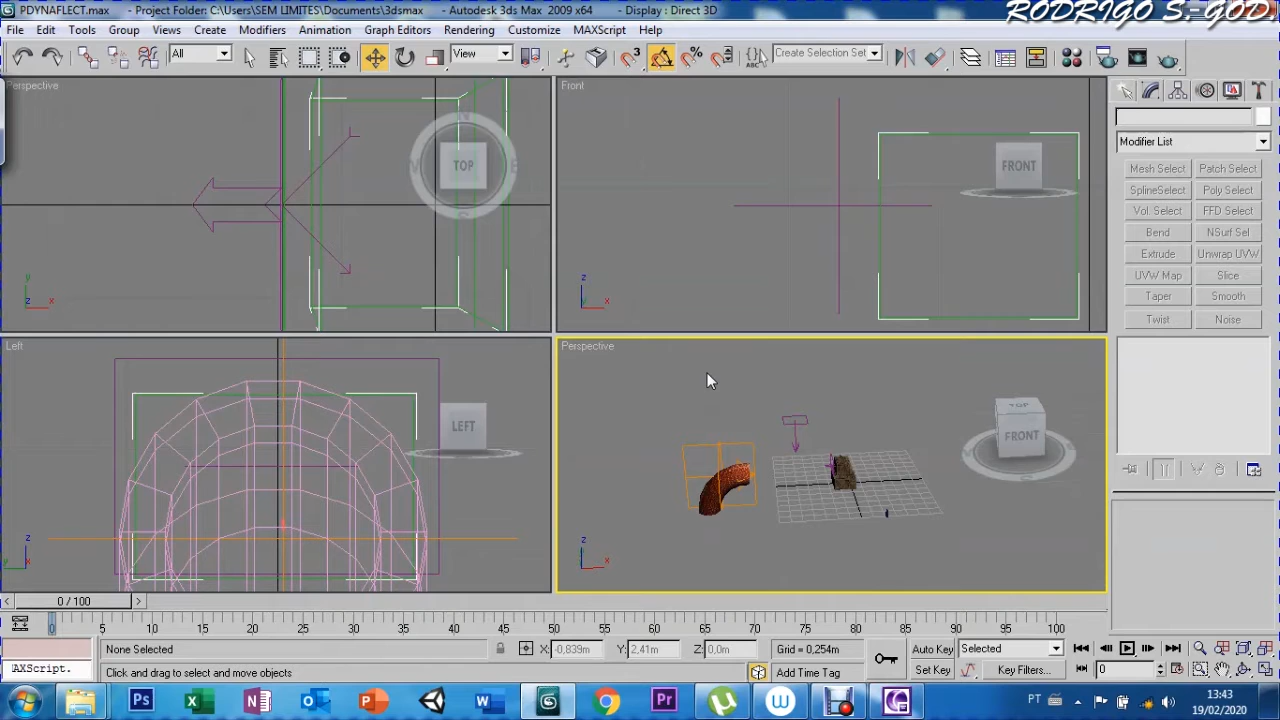 PDYNAFLECT.max - Project Folder: C:\Users\SEM LIMITES\Documents\3dsmax - Autodesk 3ds Max 2009 x64 - Display : Direct 3D
RODRIGO S-GOD
File Edit Tools Group Views Create Modifiers Animation Graph Editors Rendering Customize MAXScript Help
All View 3 % ABC Create Selection Set
Perspective
TOP
N
S
y
z x
Front
FRONT
z
y x
Left
LEFT
z
y x
Perspective
TOP
FRONT
z
x
Modifier List
Mesh Select Patch Select
SplineSelect Poly Select
Vol. Select FFD Select
Bend NSurf Sel
Extrude Unwrap UVW
UVW Map Slice
Taper Smooth
Twist Noise
< 0 / 100 >
0 5 10 15 20 25 30 35 40 45 50 55 60 65 70 75 80 85 90 95 100
None Selected X: -0,839m Y: 2,41m Z: 0,0m Grid = 0,254m Auto Key Selected
AXScript. Click and drag to select and move objects Add Time Tag Set Key Key Filters... 0
Ps Pr PT 13:43
19/02/2020